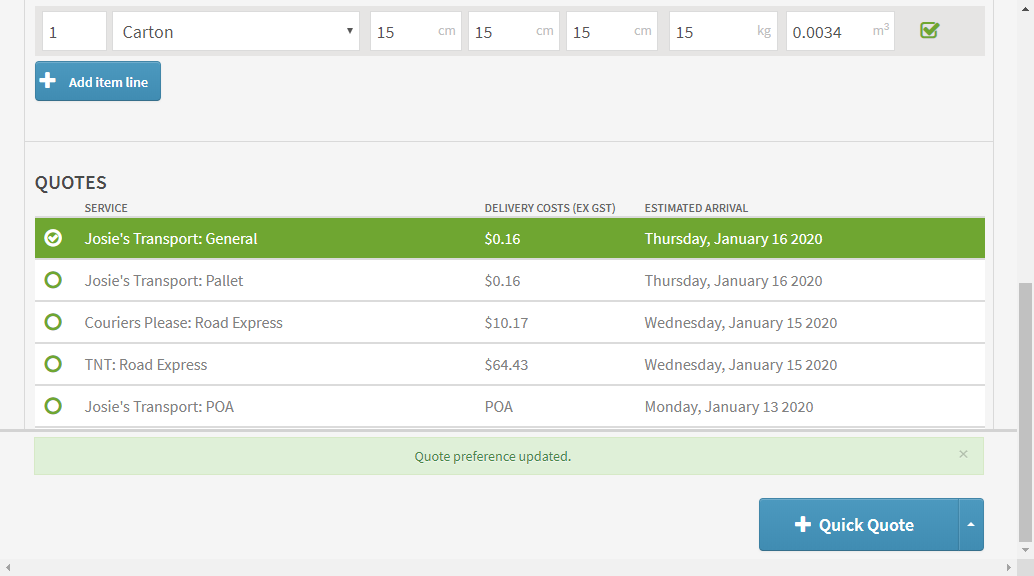 1 Carton 15 cm 15 cm 15 cm 15 kg 0.0034 m³
Add item line
QUOTES
SERVICE DELIVERY COSTS (EX GST) ESTIMATED ARRIVAL
Josie's Transport: General $0.16 Thursday, January 16 2020
Josie's Transport: Pallet $0.16 Thursday, January 16 2020
Couriers Please: Road Express $10.17 Wednesday, January 15 2020
TNT: Road Express $64.43 Wednesday, January 15 2020
Josie's Transport: POA POA Monday, January 13 2020
Quote preference updated. ×
Quick Quote